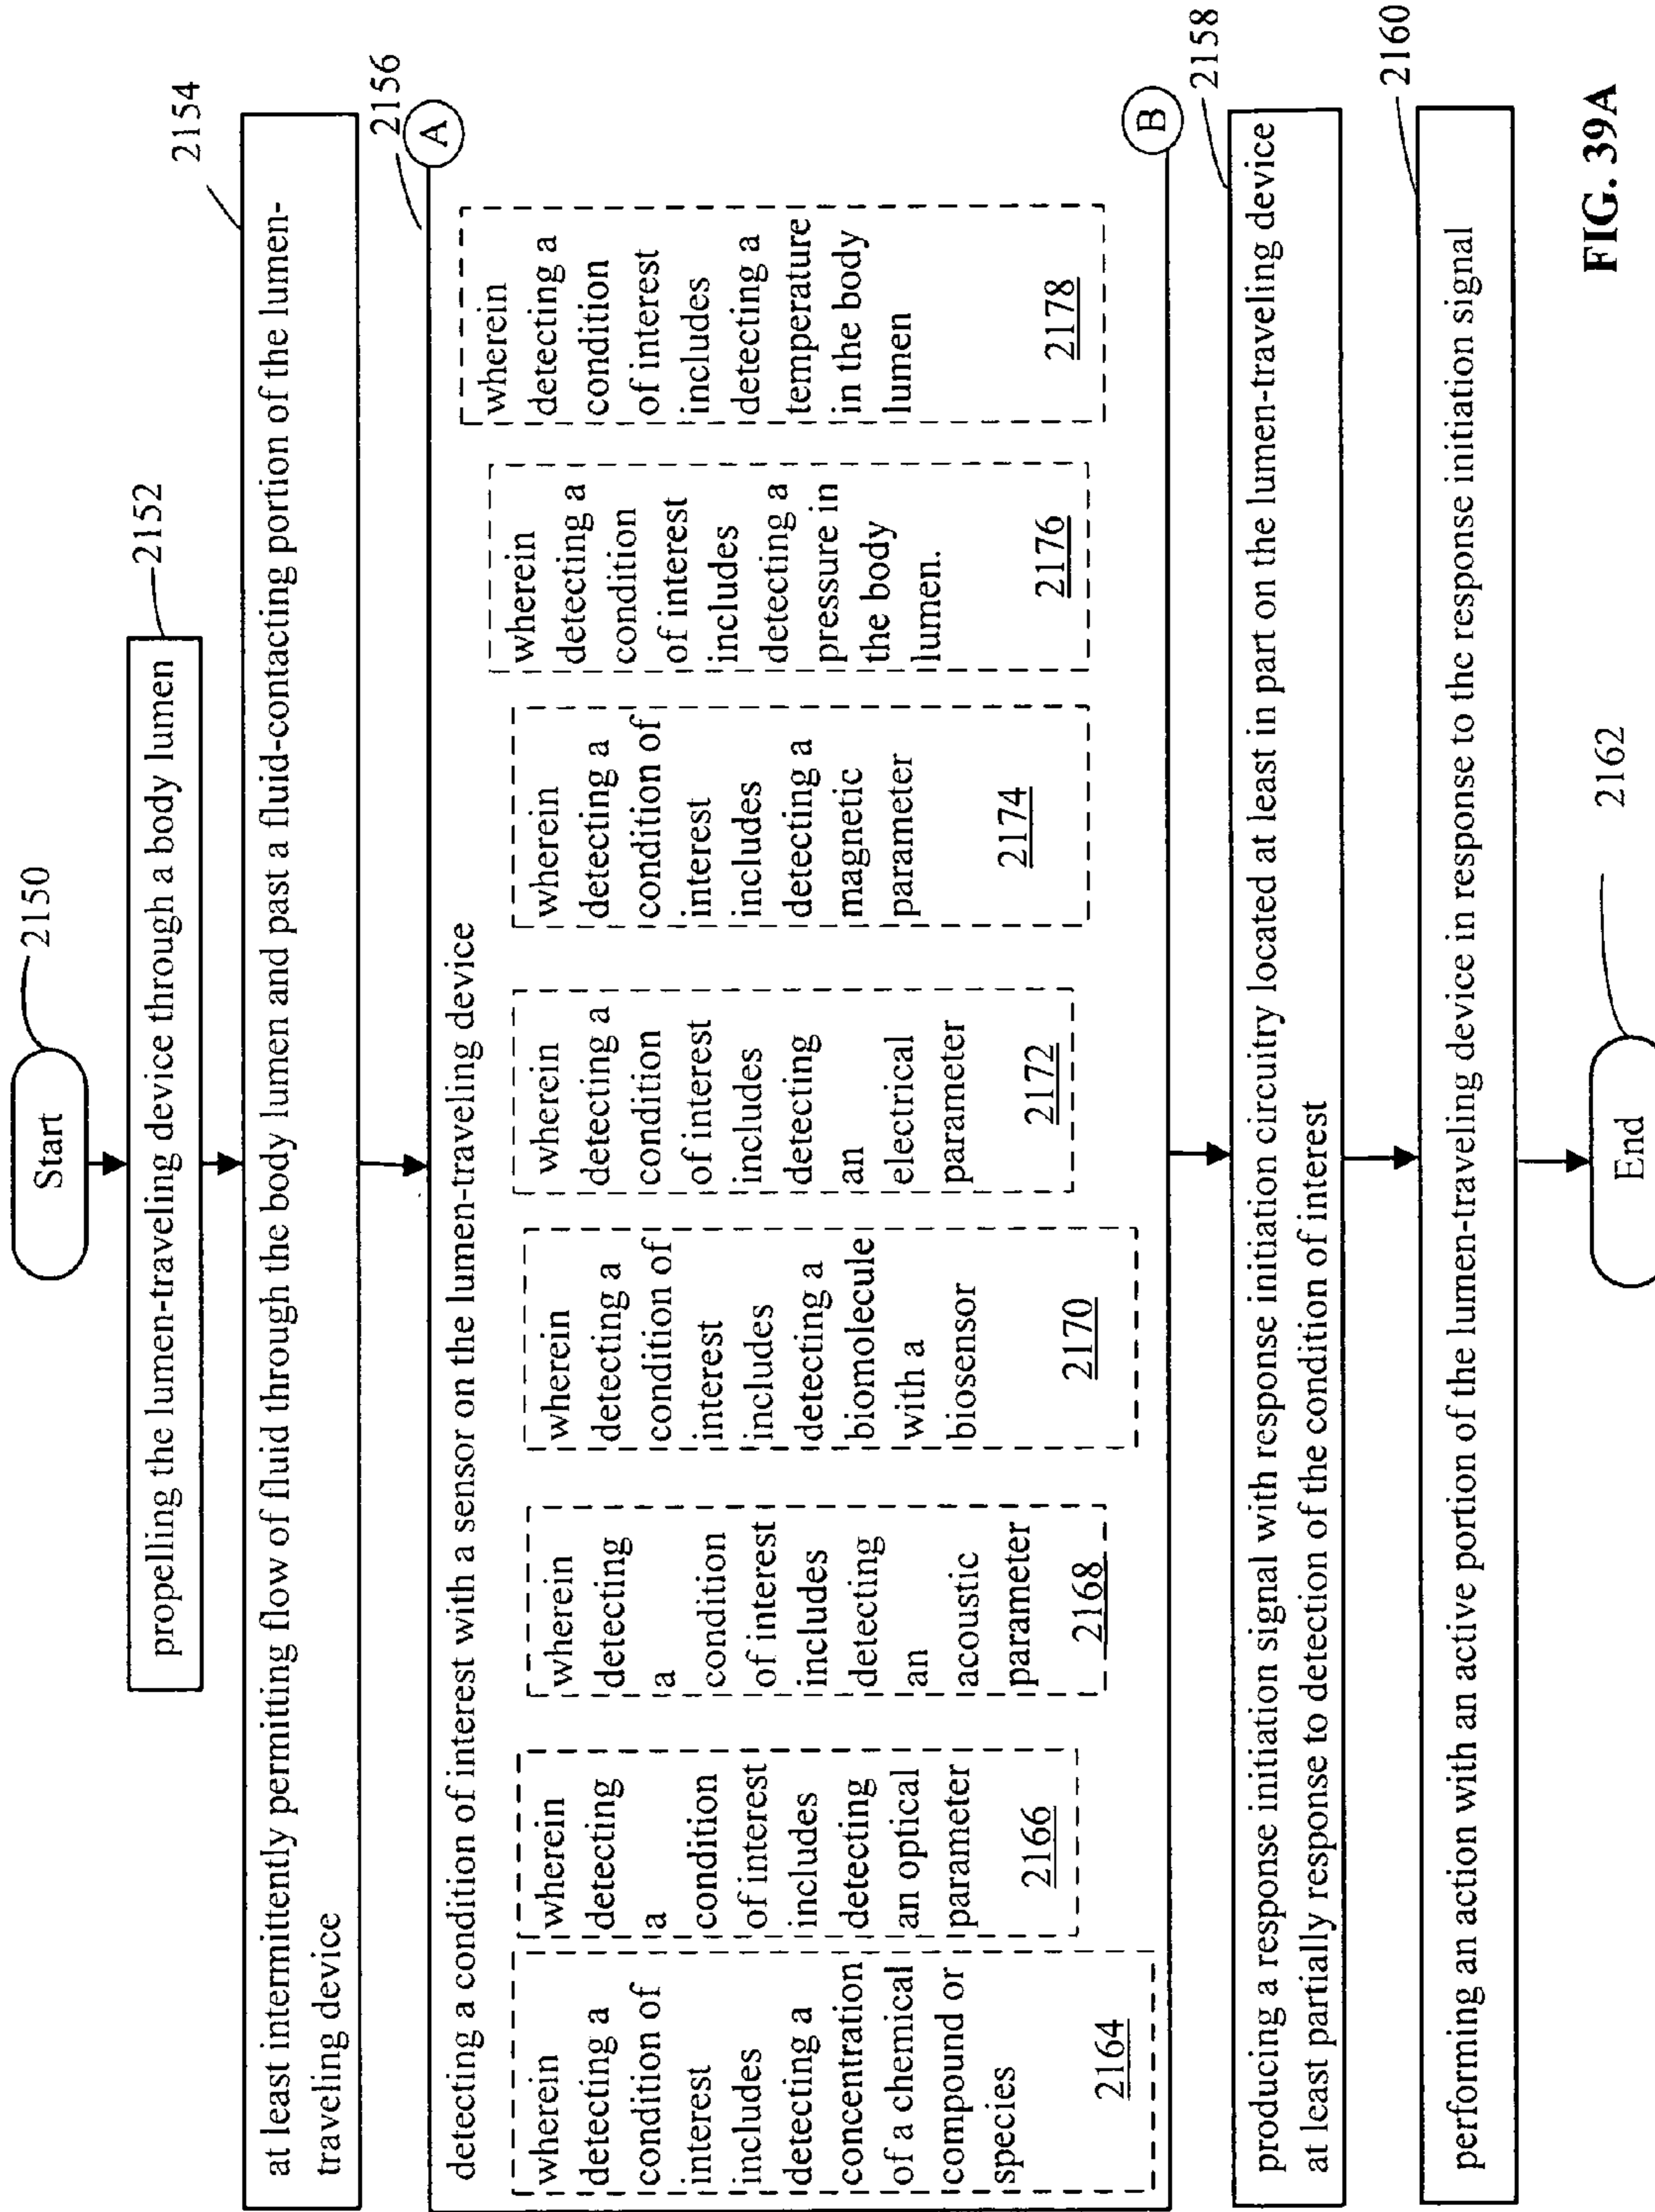 Start
2150
propelling the lumen-traveling device through a body lumen
2152
at least intermittently permitting flow of fluid through the body lumen and past a fluid-contacting portion of the lumen-
traveling device
2154
detecting a condition of interest with a sensor on the lumen-traveling device
2156
A
wherein
detecting a
condition of
interest
includes
detecting a
concentration
of a chemical
compound or
species
2164
wherein
detecting
a
condition
of interest
includes
detecting
an optical
parameter
2166
wherein
detecting
a
condition
of interest
includes
detecting
an
acoustic
parameter
2168
wherein
detecting a
condition of
interest
includes
detecting a
biomolecule
with a
biosensor
2170
wherein
detecting a
condition
of interest
includes
detecting
an
electrical
parameter
2172
wherein
detecting a
condition of
interest
includes
detecting a
magnetic
parameter
2174
wherein
detecting a
condition
of interest
includes
detecting a
pressure in
the body
lumen.
2176
wherein
detecting a
condition
of interest
includes
detecting a
temperature
in the body
lumen
2178
B
producing a response initiation signal with response initiation circuitry located at least in part on the lumen-traveling device
at least partially response to detection of the condition of interest
2158
performing an action with an active portion of the lumen-traveling device in response to the response initiation signal
2160
End
2162
FIG. 39A